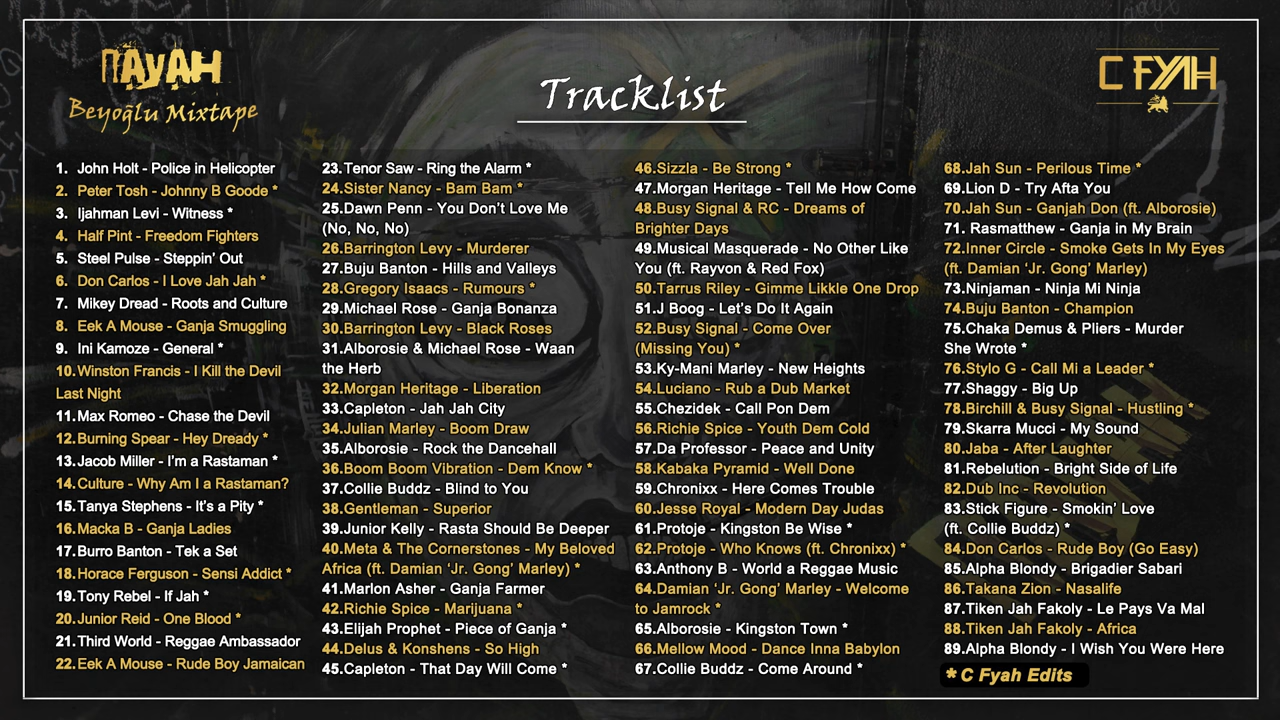 ПАУАН
Beyoğlu Mixtape
Tracklist
C FYAH
1. John Holt - Police in Helicopter
2. Peter Tosh - Johnny B Goode *
3. Ijahman Levi - Witness *
4. Half Pint - Freedom Fighters
5. Steel Pulse - Steppin' Out
6. Don Carlos - I Love Jah Jah *
7. Mikey Dread - Roots and Culture
8. Eek A Mouse - Ganja Smuggling
9. Ini Kamoze - General *
10. Winston Francis - I Kill the Devil
Last Night
11. Max Romeo - Chase the Devil
12. Burning Spear - Hey Dready *
13. Jacob Miller - I'm a Rastaman *
14. Culture - Why Am I a Rastaman?
15. Tanya Stephens - It's a Pity *
16. Macka B - Ganja Ladies
17. Burro Banton - Tek a Set
18. Horace Ferguson - Sensi Addict *
19. Tony Rebel - If Jah *
20. Junior Reid - One Blood *
21. Third World - Reggae Ambassador
22. Eek A Mouse - Rude Boy Jamaican
23. Tenor Saw - Ring the Alarm *
24. Sister Nancy - Bam Bam *
25. Dawn Penn - You Don't Love Me
(No, No, No)
26. Barrington Levy - Murderer
27. Buju Banton - Hills and Valleys
28. Gregory Isaacs - Rumours *
29. Michael Rose - Ganja Bonanza
30. Barrington Levy - Black Roses
31. Alborosie & Michael Rose - Waan
the Herb
32. Morgan Heritage - Liberation
33. Capleton - Jah Jah City
34. Julian Marley - Boom Draw
35. Alborosie - Rock the Dancehall
36. Boom Boom Vibration - Dem Know *
37. Collie Buddz - Blind to You
38. Gentleman - Superior
39. Junior Kelly - Rasta Should Be Deeper
40. Meta & The Cornerstones - My Beloved
Africa (ft. Damian 'Jr. Gong' Marley) *
41. Marlon Asher - Ganja Farmer
42. Richie Spice - Marijuana *
43. Elijah Prophet - Piece of Ganja *
44. Delus & Konshens - So High
45. Capleton - That Day Will Come *
46. Sizzla - Be Strong *
47. Morgan Heritage - Tell Me How Come
48. Busy Signal & RC - Dreams of
Brighter Days
49. Musical Masquerade - No Other Like
You (ft. Rayvon & Red Fox)
50. Tarrus Riley - Gimme Likkle One Drop
51. J Boog - Let's Do It Again
52. Busy Signal - Come Over
(Missing You) *
53. Ky-Mani Marley - New Heights
54. Luciano - Rub a Dub Market
55. Chezidek - Call Pon Dem
56. Richie Spice - Youth Dem Cold
57. Da Professor - Peace and Unity
58. Kabaka Pyramid - Well Done
59. Chronixx - Here Comes Trouble
60. Jesse Royal - Modern Day Judas
61. Protoje - Kingston Be Wise *
62. Protoje - Who Knows (ft. Chronixx) *
63. Anthony B - World a Reggae Music
64. Damian 'Jr. Gong' Marley - Welcome
to Jamrock *
65. Alborosie - Kingston Town *
66. Mellow Mood - Dance Inna Babylon
67. Collie Buddz - Come Around *
68. Jah Sun - Perilous Time *
69. Lion D - Try Afta You
70. Jah Sun - Ganjah Don (ft. Alborosie)
71. Rasmatthew - Ganja in My Brain
72. Inner Circle - Smoke Gets In My Eyes
(ft. Damian 'Jr. Gong' Marley)
73. Ninjaman - Ninja Mi Ninja
74. Buju Banton - Champion
75. Chaka Demus & Pliers - Murder
She Wrote *
76. Stylo G - Call Mi a Leader *
77. Shaggy - Big Up
78. Birchill & Busy Signal - Hustling *
79. Skarra Mucci - My Sound
80. Jaba - After Laughter
81. Rebelution - Bright Side of Life
82. Dub Inc - Revolution
83. Stick Figure - Smokin' Love
(ft. Collie Buddz) *
84. Don Carlos - Rude Boy (Go Easy)
85. Alpha Blondy - Brigadier Sabari
86. Takana Zion - Nasalife
87. Tiken Jah Fakoly - Le Pays Va Mal
88. Tiken Jah Fakoly - Africa
89. Alpha Blondy - I Wish You Were Here
* C Fyah Edits